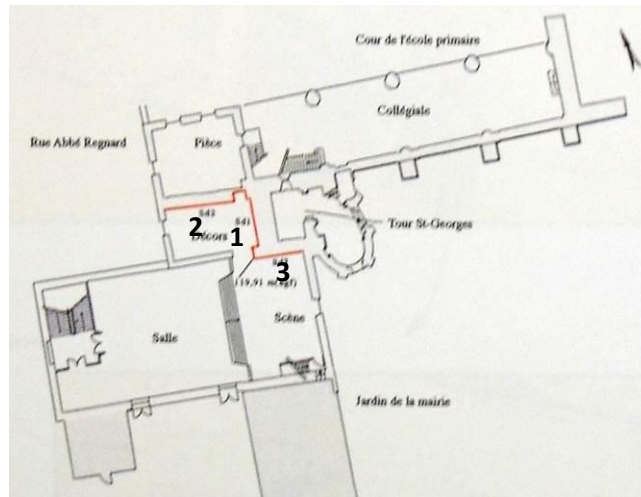 Cour de l'école primaire
Collégiale
Rue Abbé Regnard
Pièce
Tour St-Georges
2
Décors
1
3
Scène
Salle
Jardin de la mairie